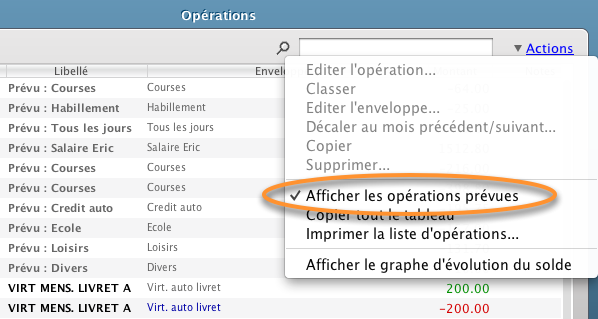 Opérations
Actions
Libellé Envel
Prévu : Courses Courses
Prévu : Habillement Habillement
Prévu : Tous les jours Tous les jours
Prévu : Salaire Eric Salaire Eric
Prévu : Courses Courses
Prévu : Courses Courses
Prévu : Credit auto Credit auto
Prévu : Ecole Ecole
Prévu : Loisirs Loisirs
Prévu : Divers Divers
VIRT MENS. LIVRET A Virt. auto livret 200.00
VIRT MENS. LIVRET A Virt. auto livret -200.00
Editer l'opération...
Classer
Editer l'enveloppe...
Décaler au mois précédent/suivant...
Copier
Supprimer...
✓ Afficher les opérations prévues
Copier tout le tableau
Imprimer la liste d'opérations...
Afficher le graphe d'évolution du solde